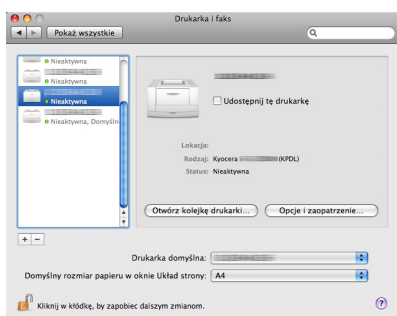 Drukarka i faks
Pokaż wszystkie
Nieaktywna
Nieaktywna
Nieaktywna
Nieaktywna, Domyśln
Udostępnij tę drukarkę
Lokacja:
Rodzaj: Kyocera (KPDL)
Status: Nieaktywna
Otwórz kolejkę drukarki... Opcje i zaopatrzenie...
+ −
Drukarka domyślna:
Domyślny rozmiar papieru w oknie Układ strony: A4
Kliknij w kłódkę, by zapobiec dalszym zmianom. ?